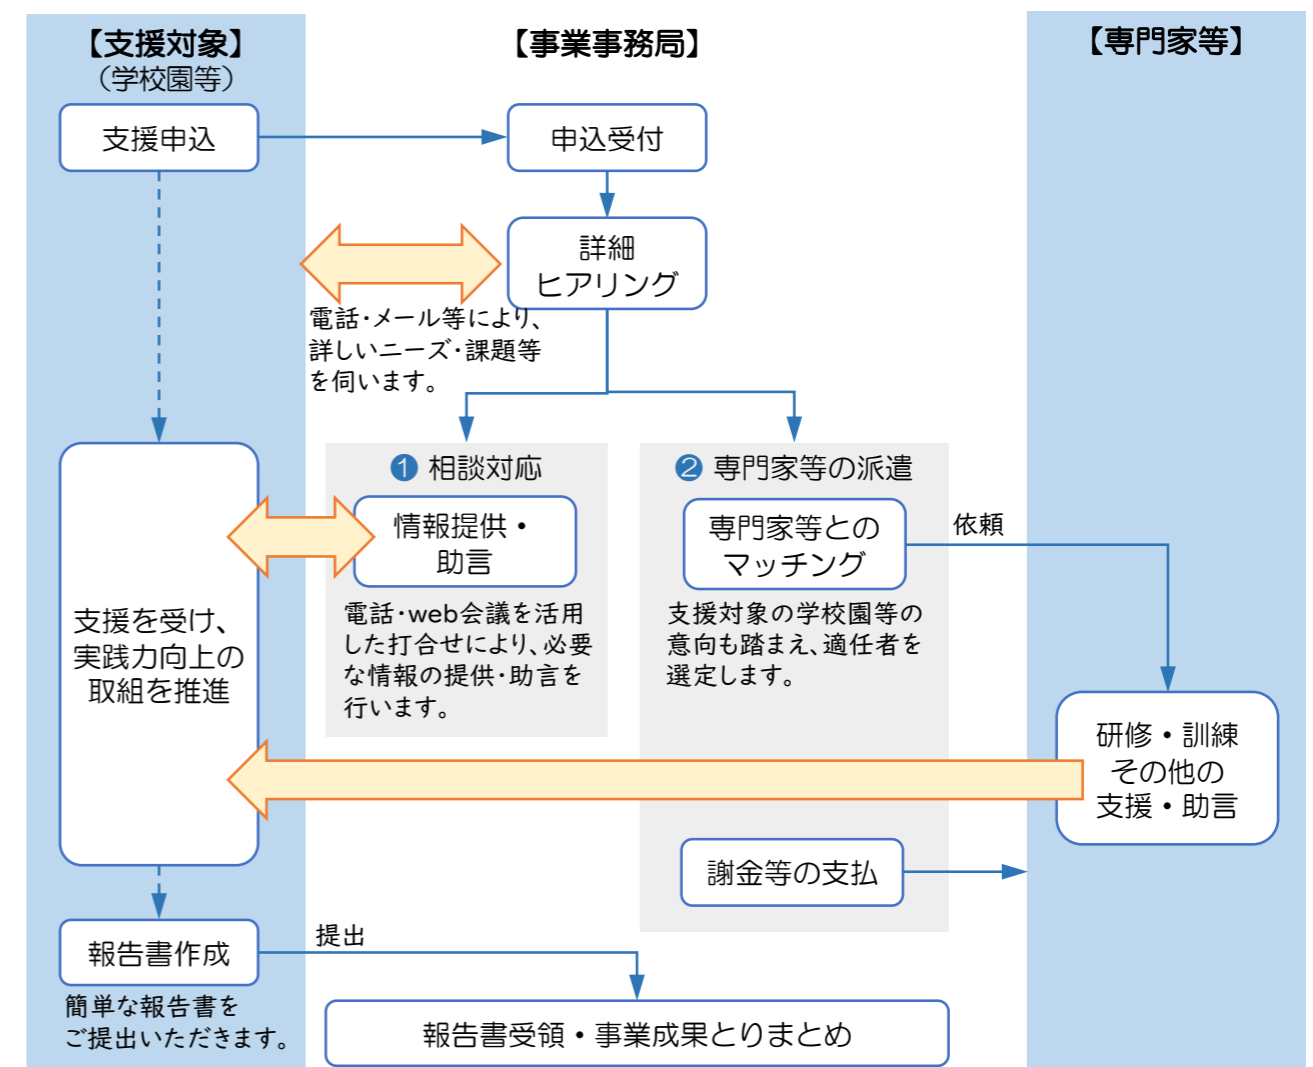 【支援対象】
（学校園等）
【事業事務局】
【専門家等】
支援申込
申込受付
詳細
ヒアリング
電話・メール等により、
詳しいニーズ・課題等
を伺います。
❶ 相談対応
情報提供・
助言
電話・web会議を活用
した打合せにより、必要
な情報の提供・助言を
行います。
❷ 専門家等の派遣
専門家等との
マッチング
依頼
支援対象の学校園等の
意向も踏まえ、適任者を
選定します。
支援を受け、
実践力向上の
取組を推進
研修・訓練
その他の
支援・助言
謝金等の支払
報告書作成
提出
簡単な報告書を
ご提出いただきます。
報告書受領・事業成果とりまとめ